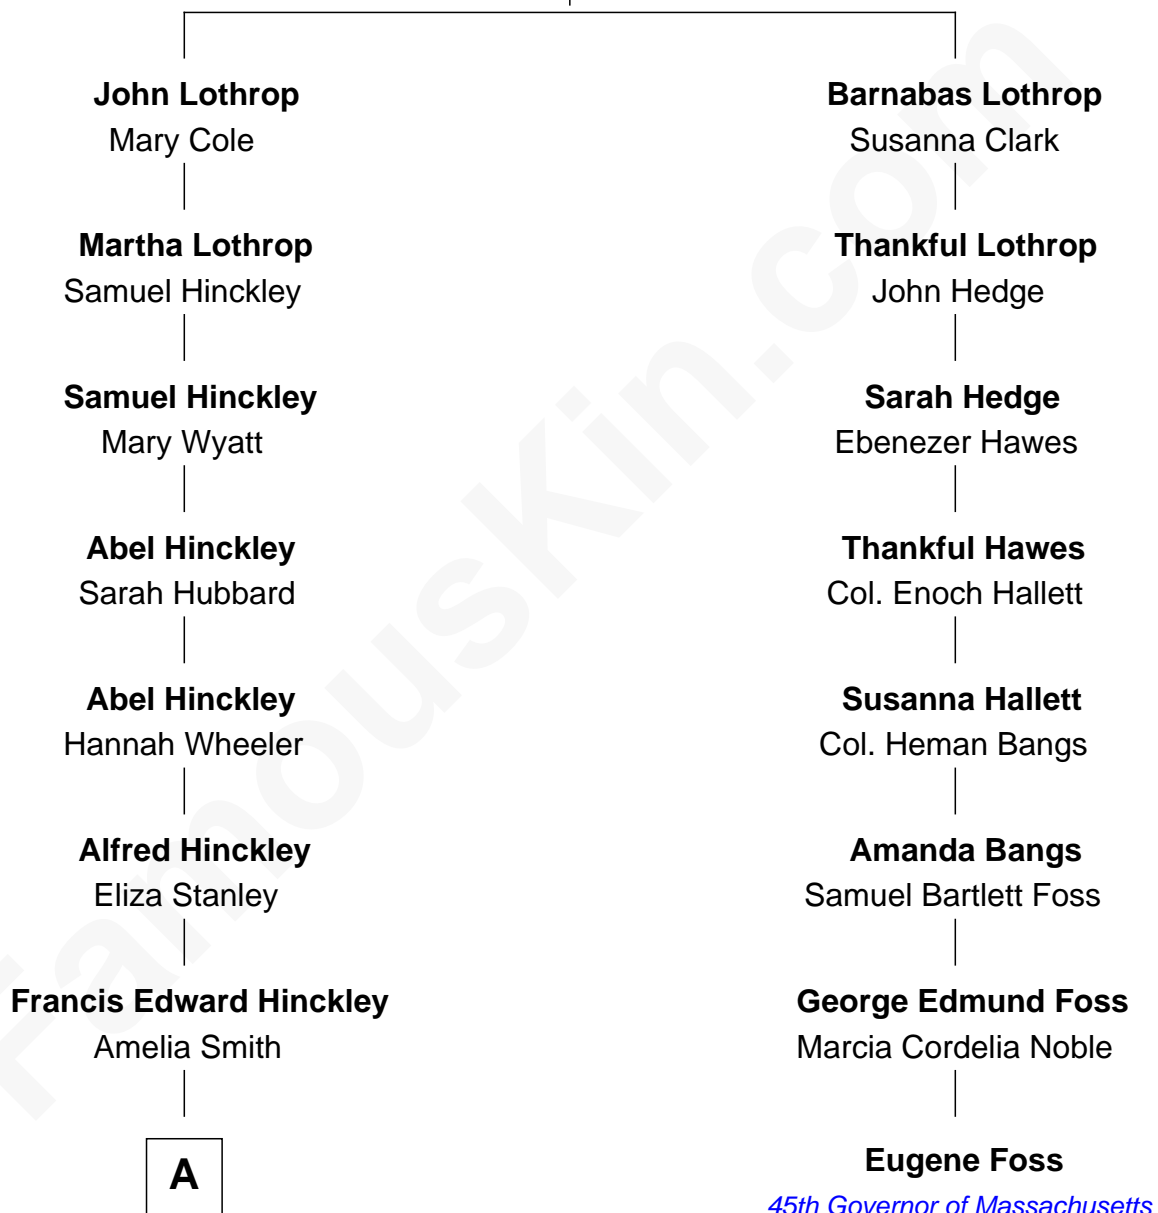 John Lothrop
Mary Cole
Martha Lothrop
Samuel Hinckley
Samuel Hinckley
Mary Wyatt
Abel Hinckley
Sarah Hubbard
Abel Hinckley
Hannah Wheeler
Alfred Hinckley
Eliza Stanley
Francis Edward Hinckley
Amelia Smith
A
Barnabas Lothrop
Susanna Clark
Thankful Lothrop
John Hedge
Sarah Hedge
Ebenezer Hawes
Thankful Hawes
Col. Enoch Hallett
Susanna Hallett
Col. Heman Bangs
Amanda Bangs
Samuel Bartlett Foss
George Edmund Foss
Marcia Cordelia Noble
Eugene Foss
45th Governor of Massachusetts
FamousKin.com